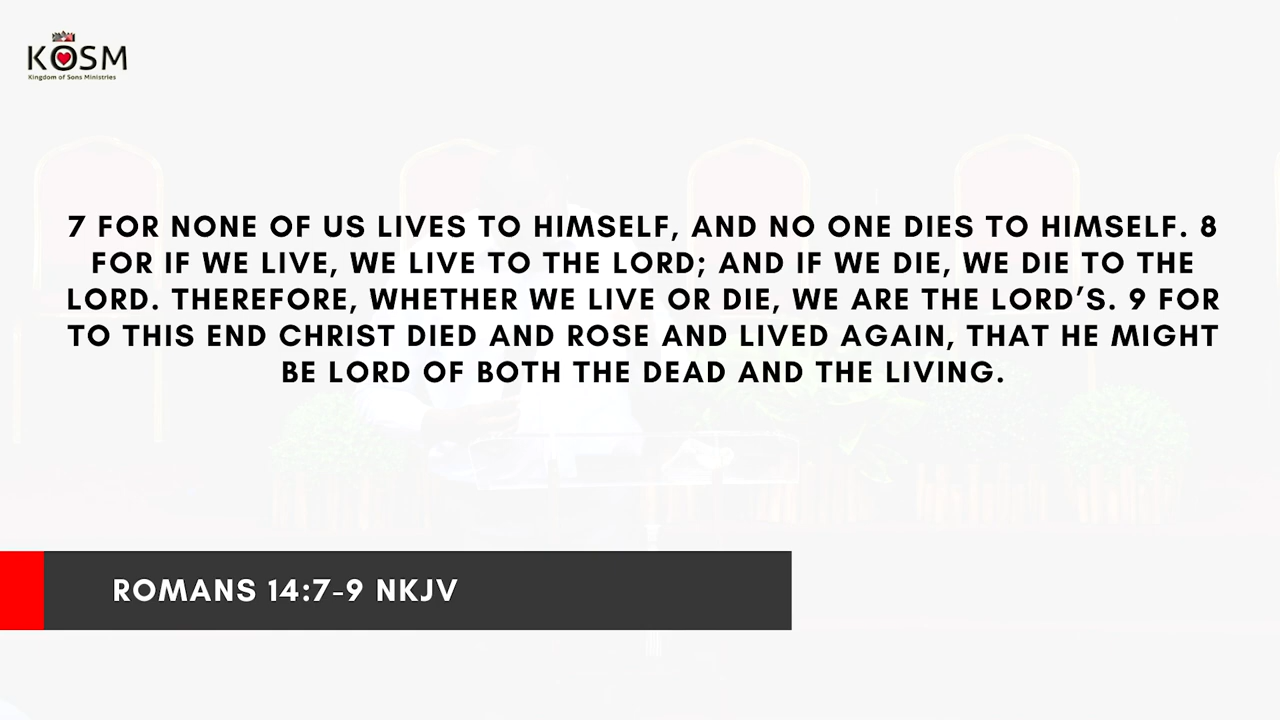 KOSM
Kingdom of Sons Ministries
7 FOR NONE OF US LIVES TO HIMSELF, AND NO ONE DIES TO HIMSELF. 8
FOR IF WE LIVE, WE LIVE TO THE LORD; AND IF WE DIE, WE DIE TO THE
LORD. THEREFORE, WHETHER WE LIVE OR DIE, WE ARE THE LORD’S. 9 FOR
TO THIS END CHRIST DIED AND ROSE AND LIVED AGAIN, THAT HE MIGHT
BE LORD OF BOTH THE DEAD AND THE LIVING.
ROMANS 14:7-9 NKJV